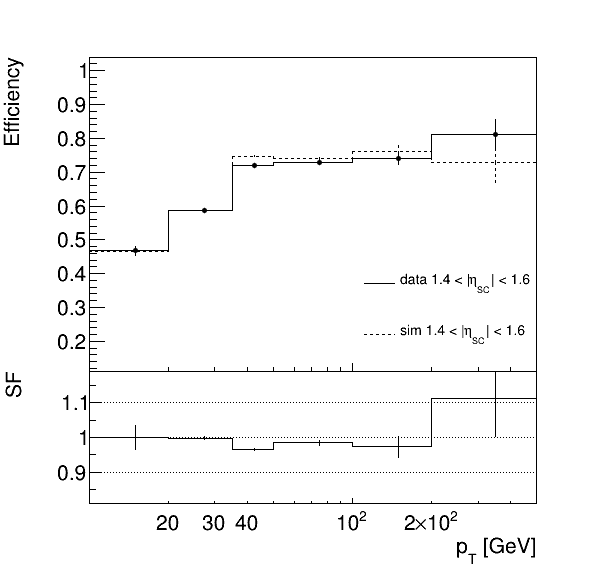 Efficiency
1
0.9
0.8
0.7
0.6
0.5
0.4
0.3
0.2
data 1.4 < |η_SC| < 1.6
sim 1.4 < |η_SC| < 1.6
SF
1.1
1
0.9
20 30 40 10² 2×10²
p_T [GeV]